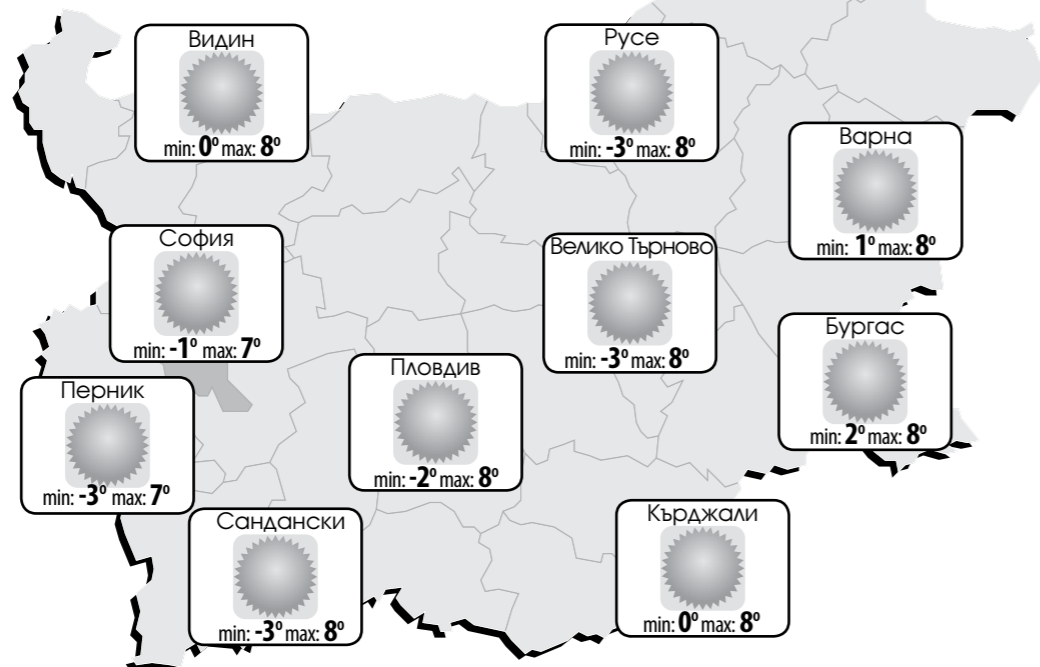 Видин
min: 0° max: 8°
Русе
min: -3° max: 8°
Варна
min: 1° max: 8°
София
min: -1° max: 7°
Велико Търново
min: -3° max: 8°
Бургас
min: 2° max: 8°
Пловдив
min: -2° max: 8°
Перник
min: -3° max: 7°
Сандански
min: -3° max: 8°
Кърджали
min: 0° max: 8°